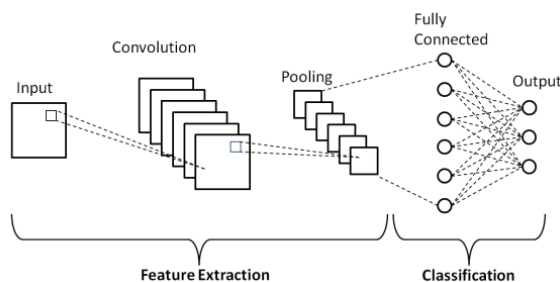 Fully
Connected
Convolution
Pooling
Input
Output
Feature Extraction
Classification